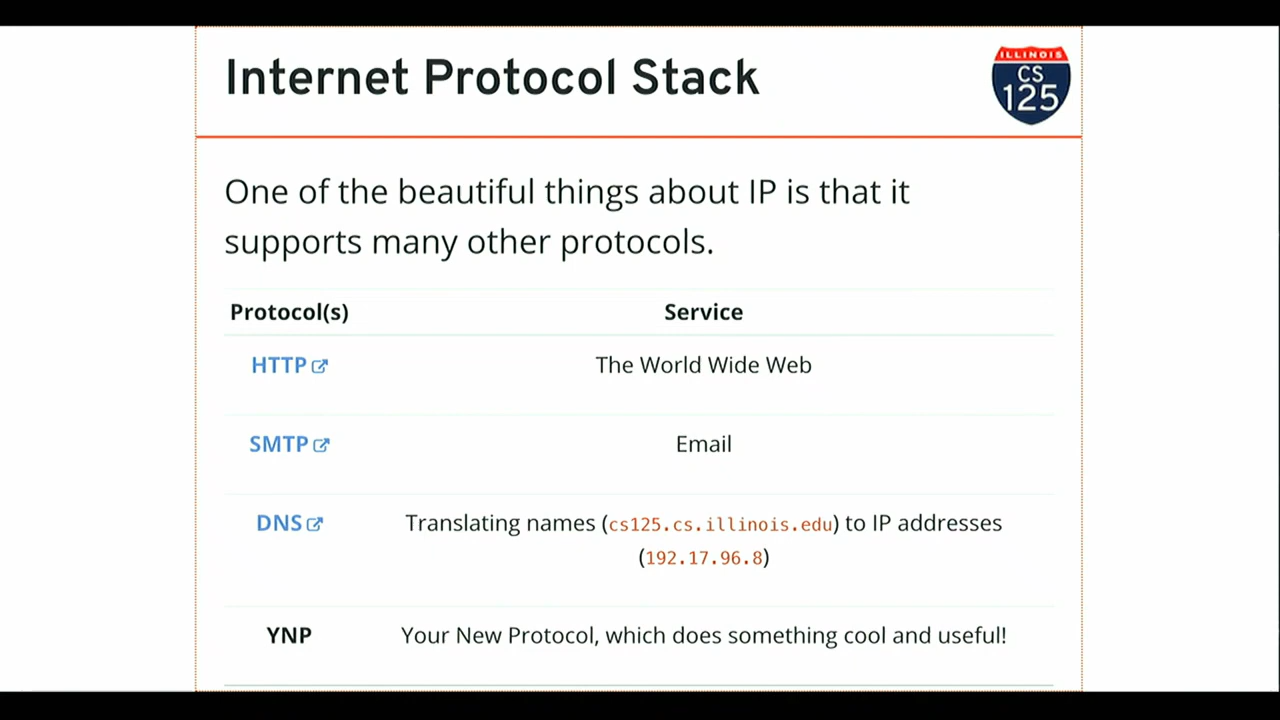 Internet Protocol Stack
ILLINOIS
CS
125
One of the beautiful things about IP is that it
supports many other protocols.
Protocol(s) Service
HTTP The World Wide Web
SMTP Email
DNS Translating names (cs125.cs.illinois.edu) to IP addresses
(192.17.96.8)
YNP Your New Protocol, which does something cool and useful!